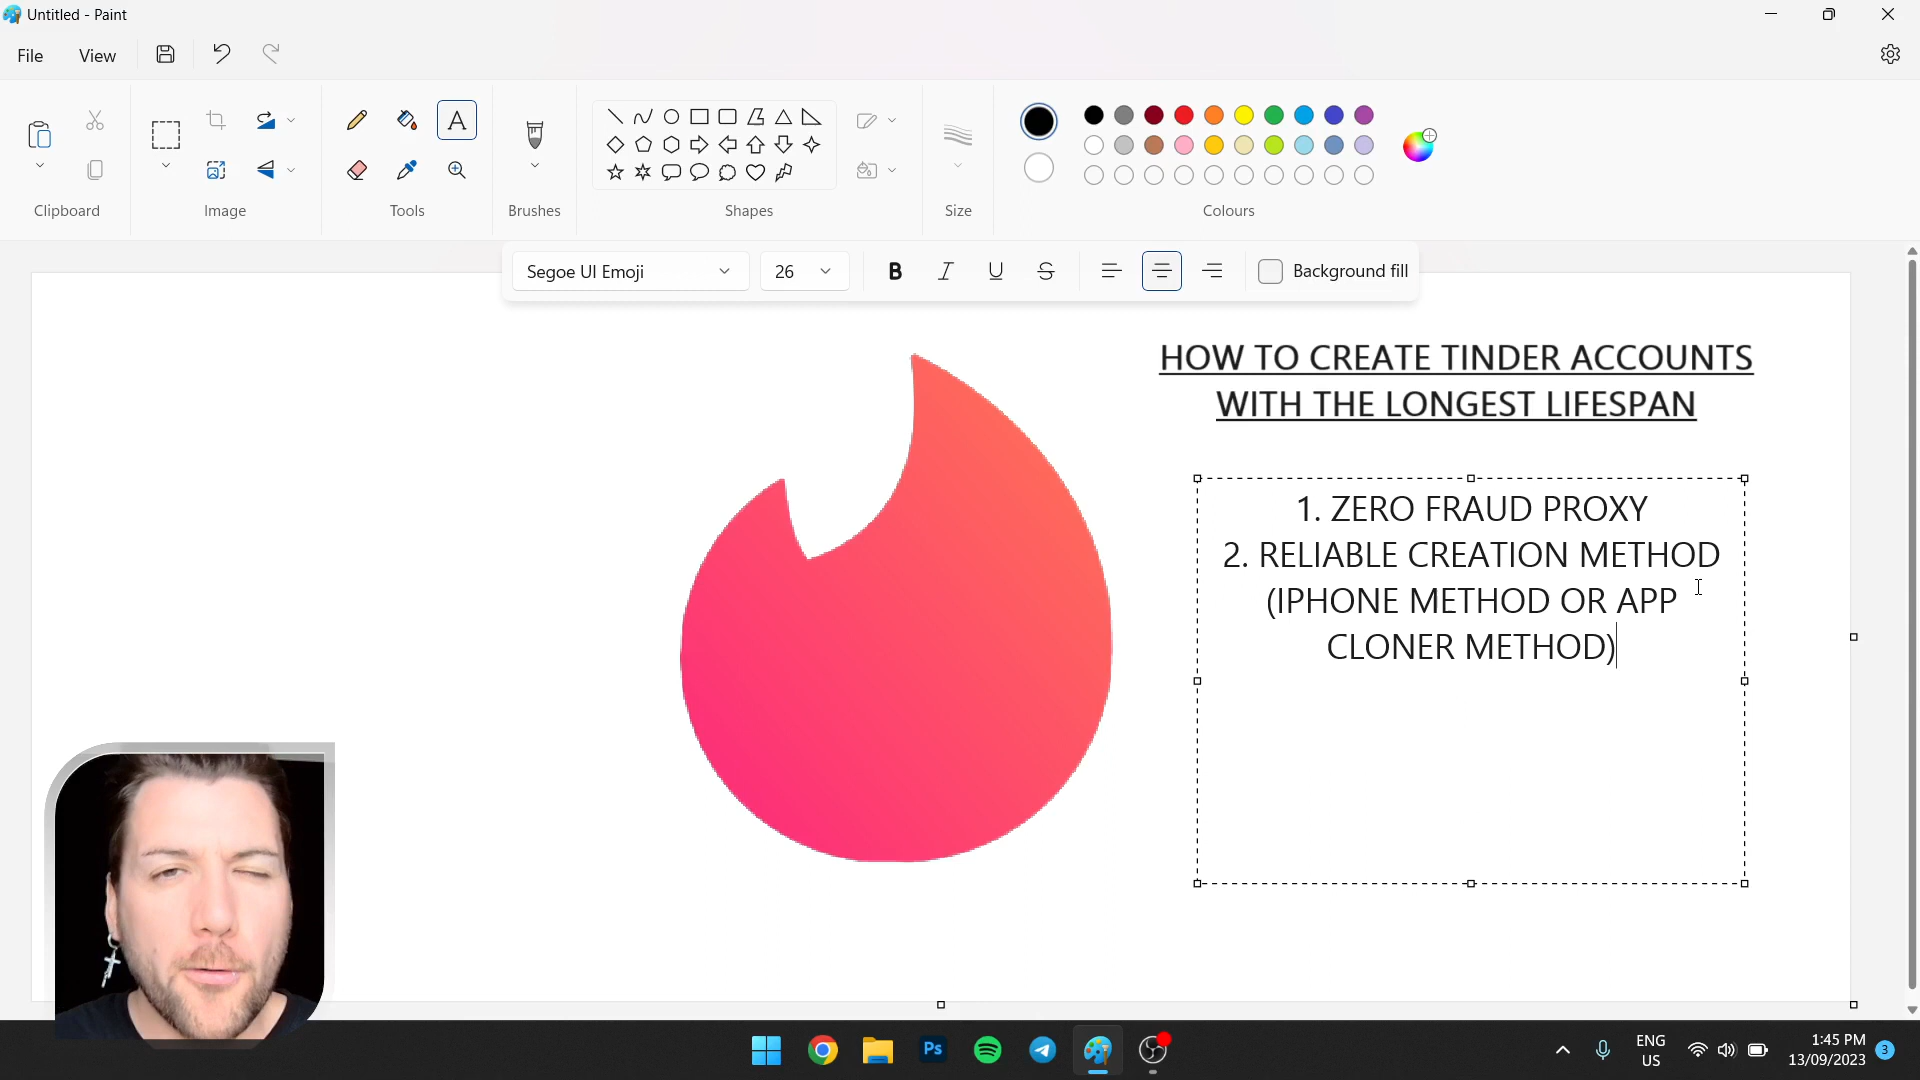 Untitled - Paint
File
View
Clipboard
Image
Tools
Brushes
Shapes
Size
Colours
Segoe UI Emoji
26
B
I
U
S
Background fill
HOW TO CREATE TINDER ACCOUNTS
WITH THE LONGEST LIFESPAN
1. ZERO FRAUD PROXY
2. RELIABLE CREATION METHOD
(IPHONE METHOD OR APP
CLONER METHOD)
Ps
ENG
US
1:45 PM
13/09/2023
3